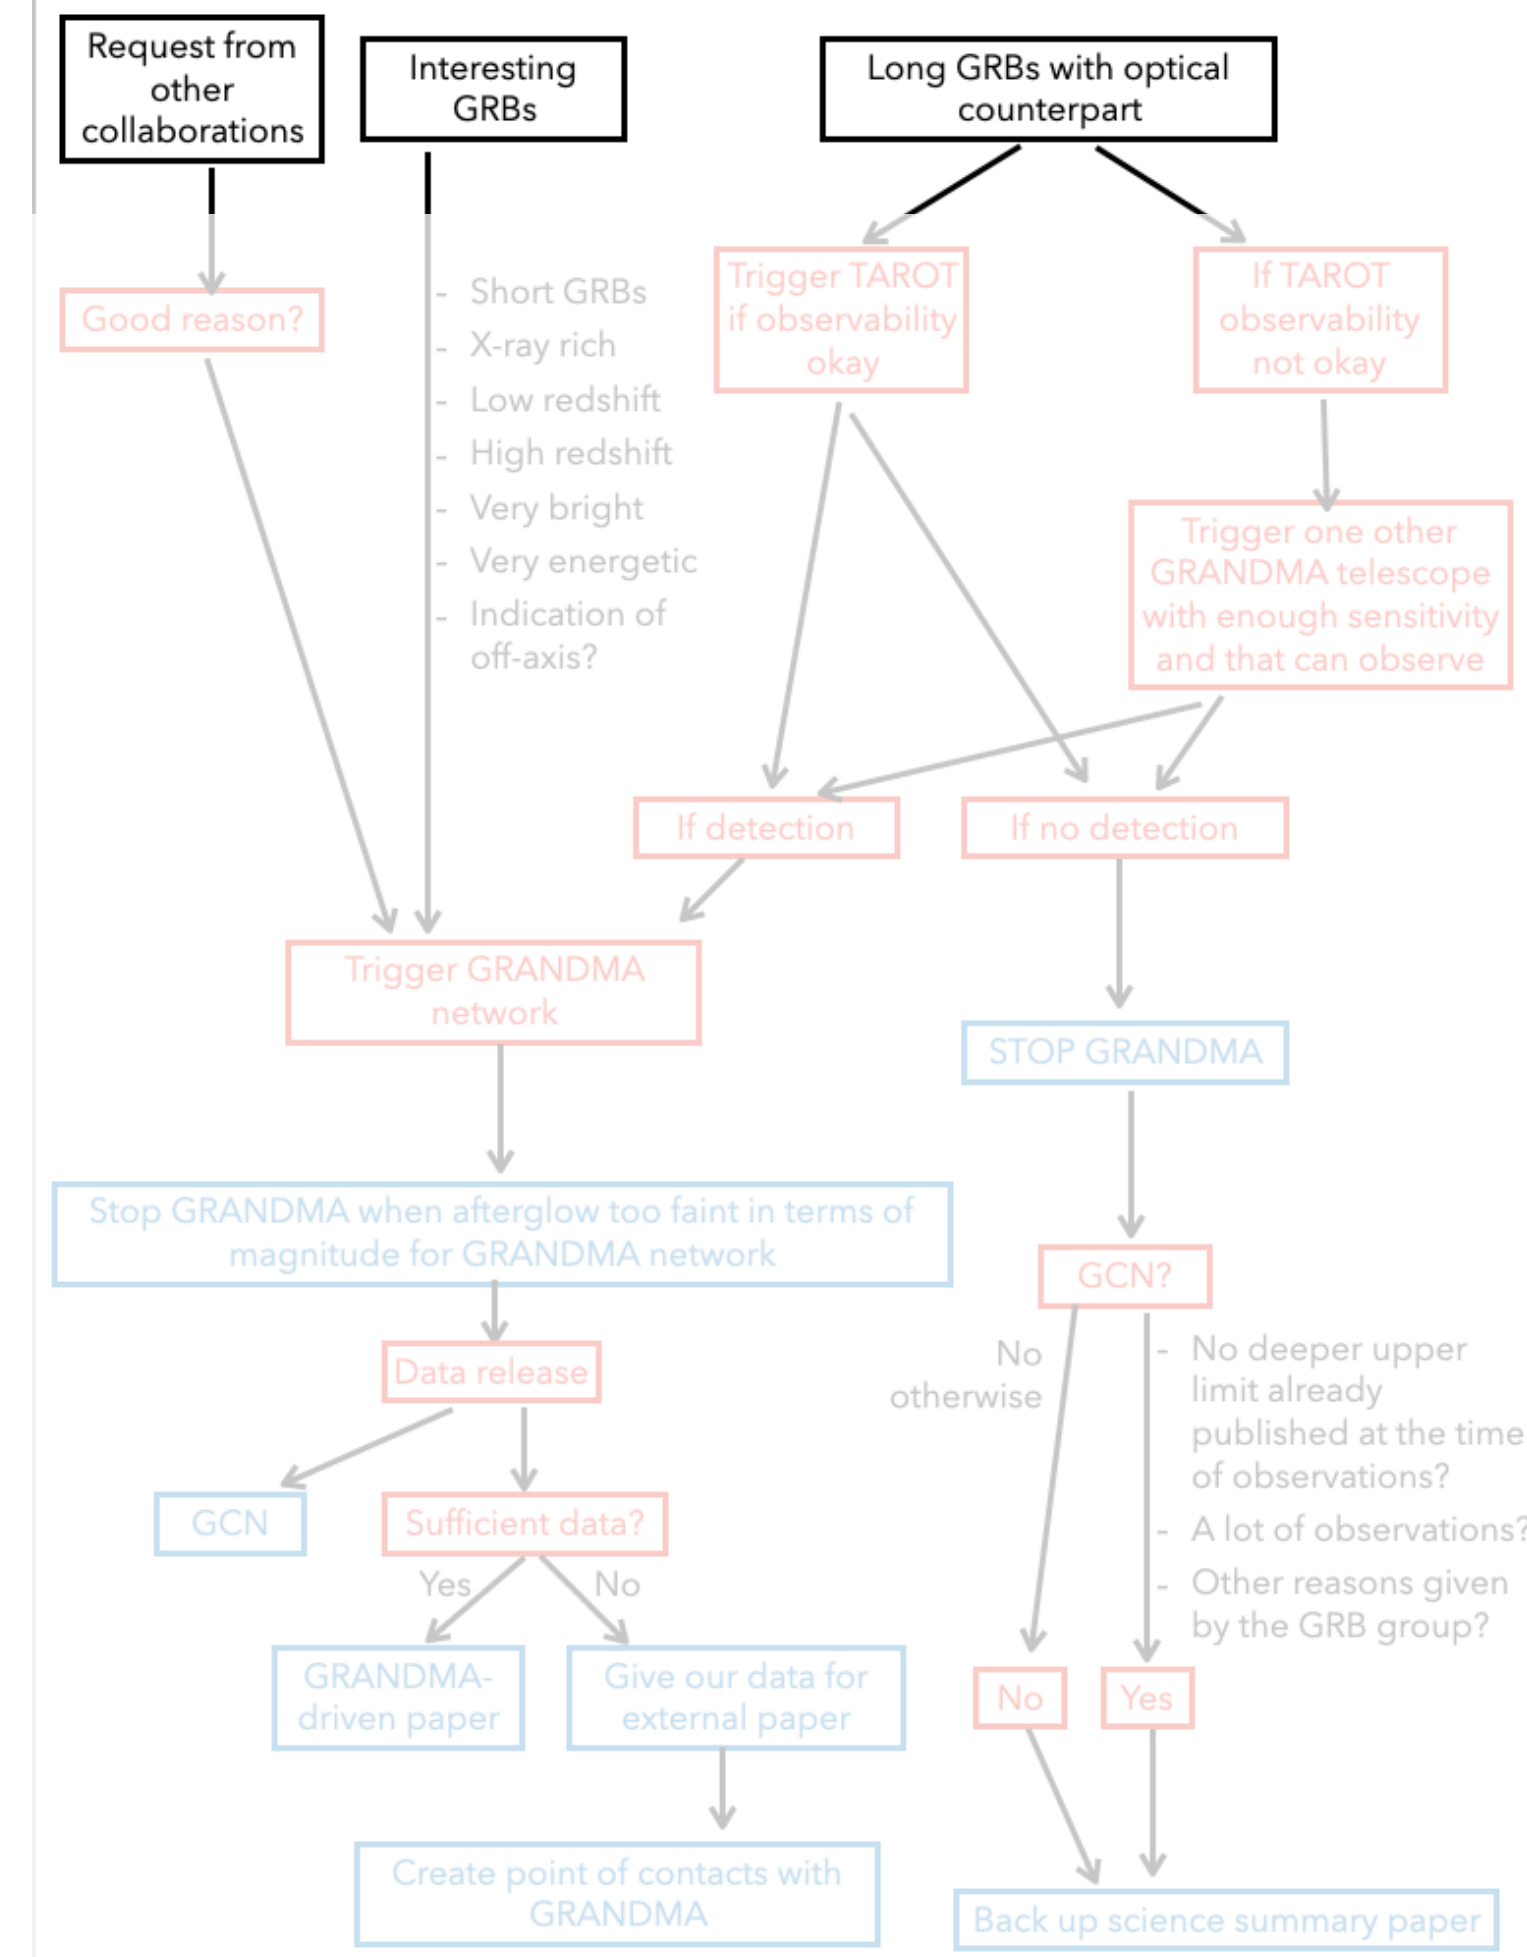 Request from
other
collaborations
Interesting
GRBs
Long GRBs with optical
counterpart
Good reason?
- Short GRBs
- X-ray rich
- Low redshift
- High redshift
- Very bright
- Very energetic
- Indication of
off-axis?
Trigger TAROT
if observability
okay
If TAROT
observability
not okay
Trigger one other
GRANDMA telescope
with enough sensitivity
and that can observe
If detection
If no detection
Trigger GRANDMA
network
STOP GRANDMA
Stop GRANDMA when afterglow too faint in terms of
magnitude for GRANDMA network
GCN?
Data release
No
otherwise
- No deeper upper
limit already
published at the time
of observations?
- A lot of observations?
- Other reasons given
by the GRB group?
GCN
Sufficient data?
Yes
No
GRANDMA-
driven paper
Give our data for
external paper
No
Yes
Create point of contacts with
GRANDMA
Back up science summary paper